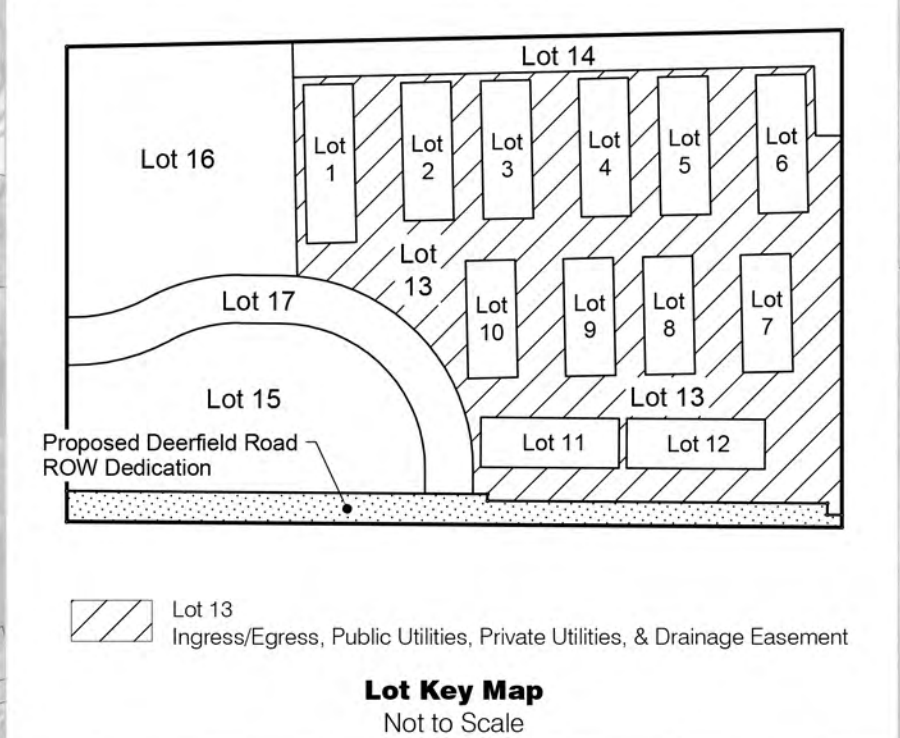 Lot 14
Lot 16
Lot
1
Lot
2
Lot
3
Lot
4
Lot
5
Lot
6
Lot
13
Lot 17
Lot
10
Lot
9
Lot
8
Lot
7
Lot 15
Lot 13
Proposed Deerfield Road
ROW Dedication
Lot 11
Lot 12
Lot 13
Ingress/Egress, Public Utilities, Private Utilities, & Drainage Easement
Lot Key Map
Not to Scale